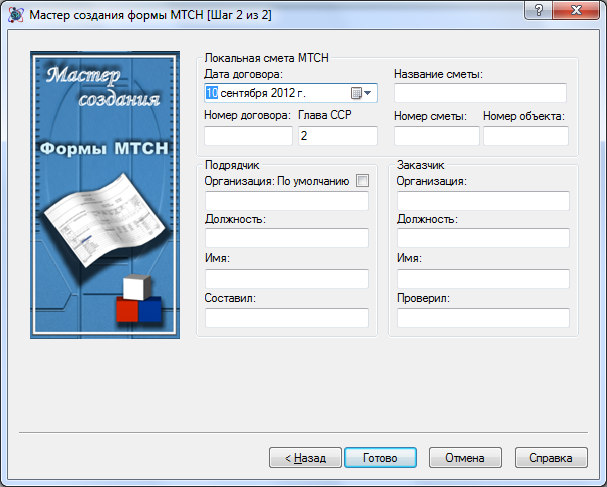 Мастер создания формы МТСН [Шаг 2 из 2]
Мастер
создания
Формы МТСН
Локальная смета МТСН
Дата договора:
Название сметы:
10 сентября 2012 г.
Номер договора:
Глава ССР
Номер сметы:
Номер объекта:
2
Подрядчик
Организация: По умолчанию
Должность:
Имя:
Составил:
Заказчик
Организация:
Должность:
Имя:
Проверил:
< Назад
Готово
Отмена
Справка